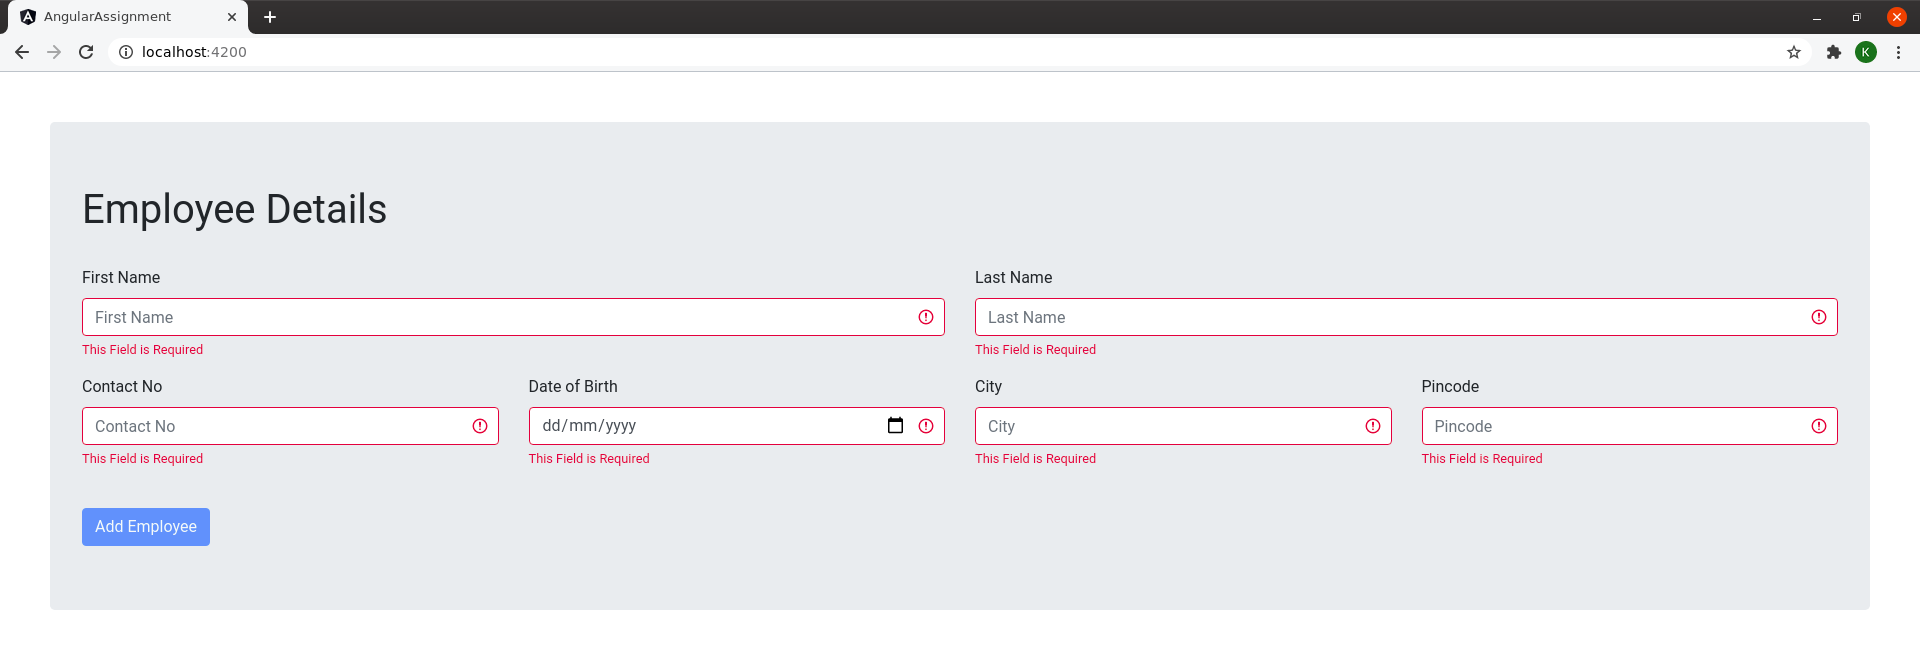 AngularAssignment
localhost:4200
K
Employee Details
First Name
Last Name
First Name
Last Name
This Field is Required
This Field is Required
Contact No
Date of Birth
City
Pincode
Contact No
dd/mm/yyyy
City
Pincode
This Field is Required
This Field is Required
This Field is Required
This Field is Required
Add Employee